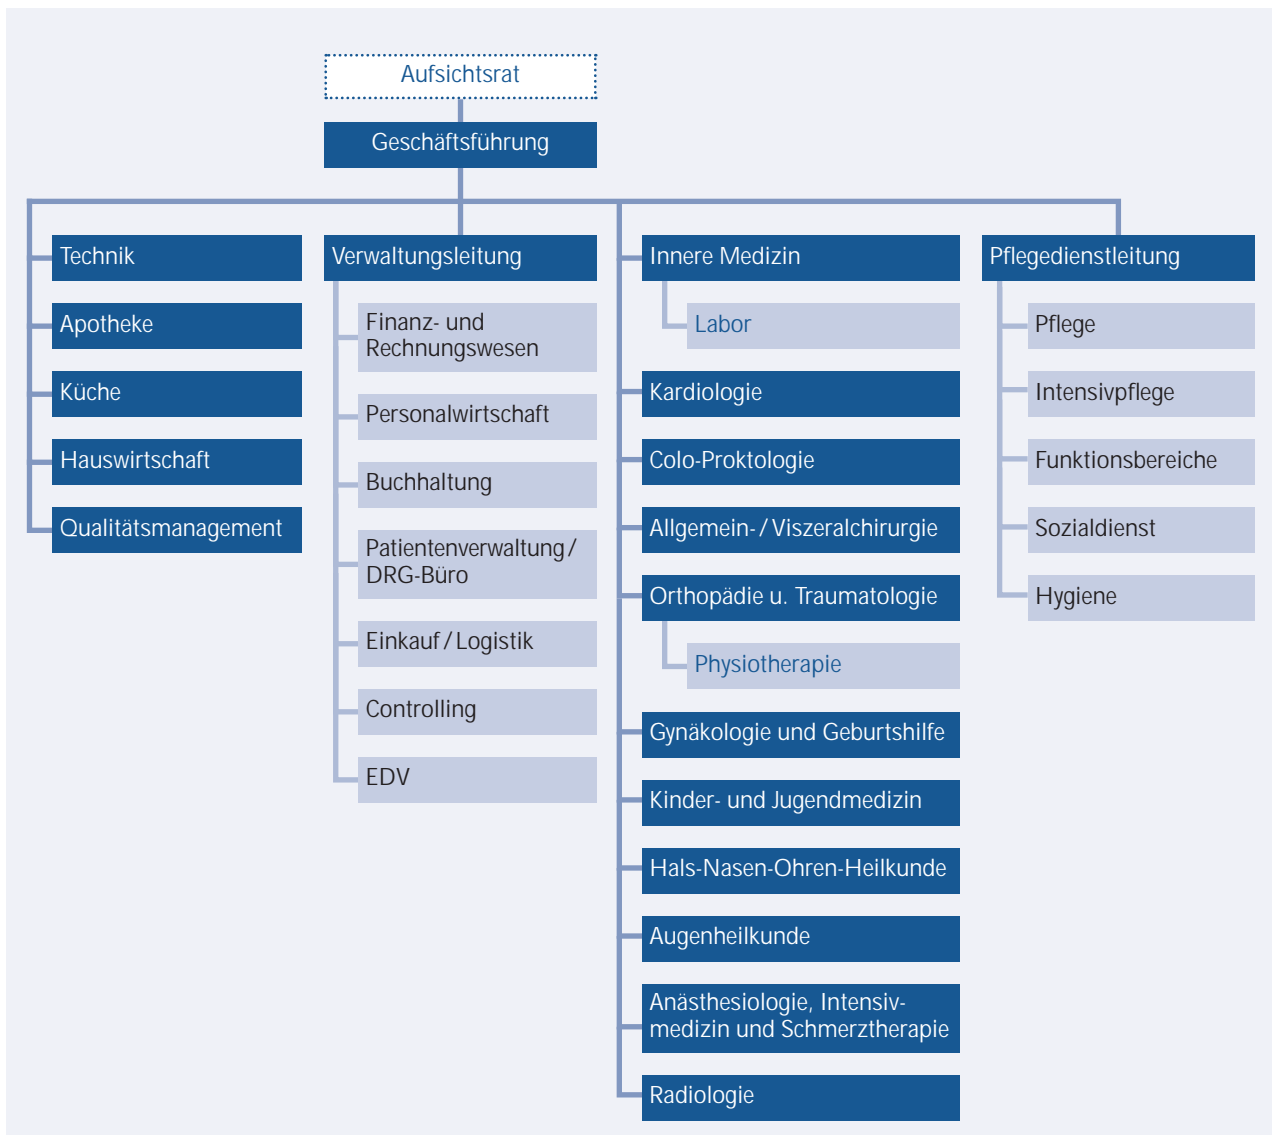 Aufsichtsrat
Geschäftsführung
Technik
Apotheke
Küche
Hauswirtschaft
Qualitätsmanagement
Verwaltungsleitung
Finanz- und
Rechnungswesen
Personalwirtschaft
Buchhaltung
Patientenverwaltung/
DRG-Büro
Einkauf/Logistik
Controlling
EDV
Innere Medizin
Labor
Kardiologie
Colo-Proktologie
Allgemein-/Viszeralchirurgie
Orthopädie u. Traumatologie
Physiotherapie
Gynäkologie und Geburtshilfe
Kinder- und Jugendmedizin
Hals-Nasen-Ohren-Heilkunde
Augenheilkunde
Anästhesiologie, Intensiv-
medizin und Schmerztherapie
Radiologie
Pflegedienstleitung
Pflege
Intensivpflege
Funktionsbereiche
Sozialdienst
Hygiene